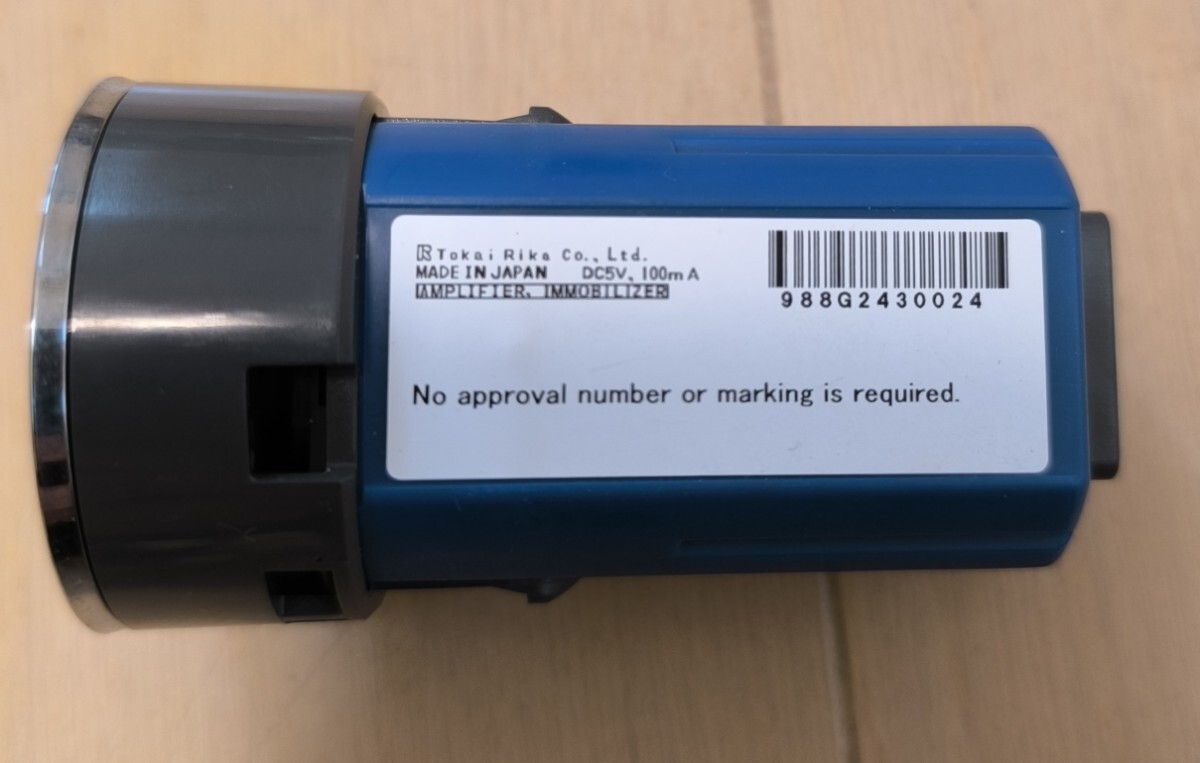 Tokai Rika Co., Ltd.
MADE IN JAPAN DC5V, 100mA
AMPLIFIER, IMMOBILIZER
988G2430024
No approval number or marking is required.